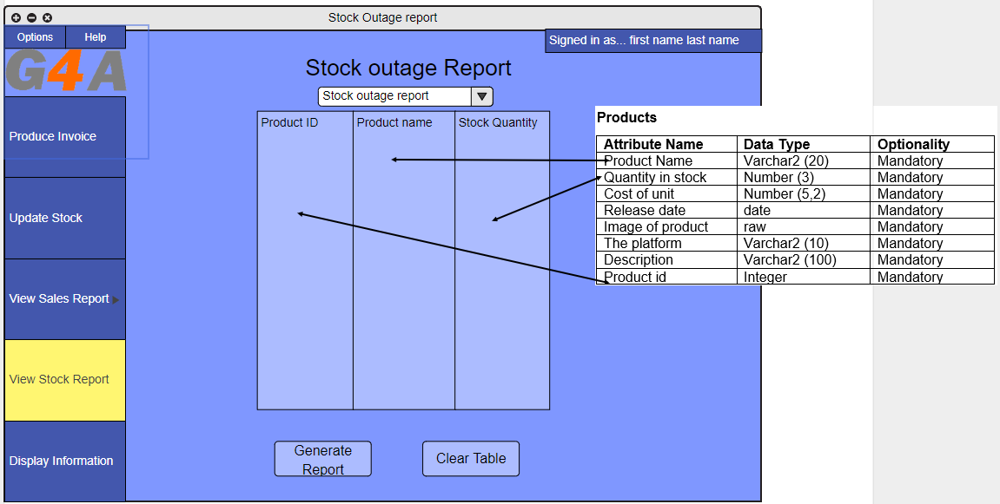 Stock Outage report
Options Help
Signed in as... first name last name
G4A
Stock outage Report
Stock outage report
Product ID Product name Stock Quantity
Produce Invoice
Update Stock
View Sales Report
View Stock Report
Display Information
Generate
Report
Clear Table
Products
Attribute Name Data Type Optionality
Product Name Varchar2 (20) Mandatory
Quantity in stock Number (3) Mandatory
Cost of unit Number (5,2) Mandatory
Release date date Mandatory
Image of product raw Mandatory
The platform Varchar2 (10) Mandatory
Description Varchar2 (100) Mandatory
Product id Integer Mandatory